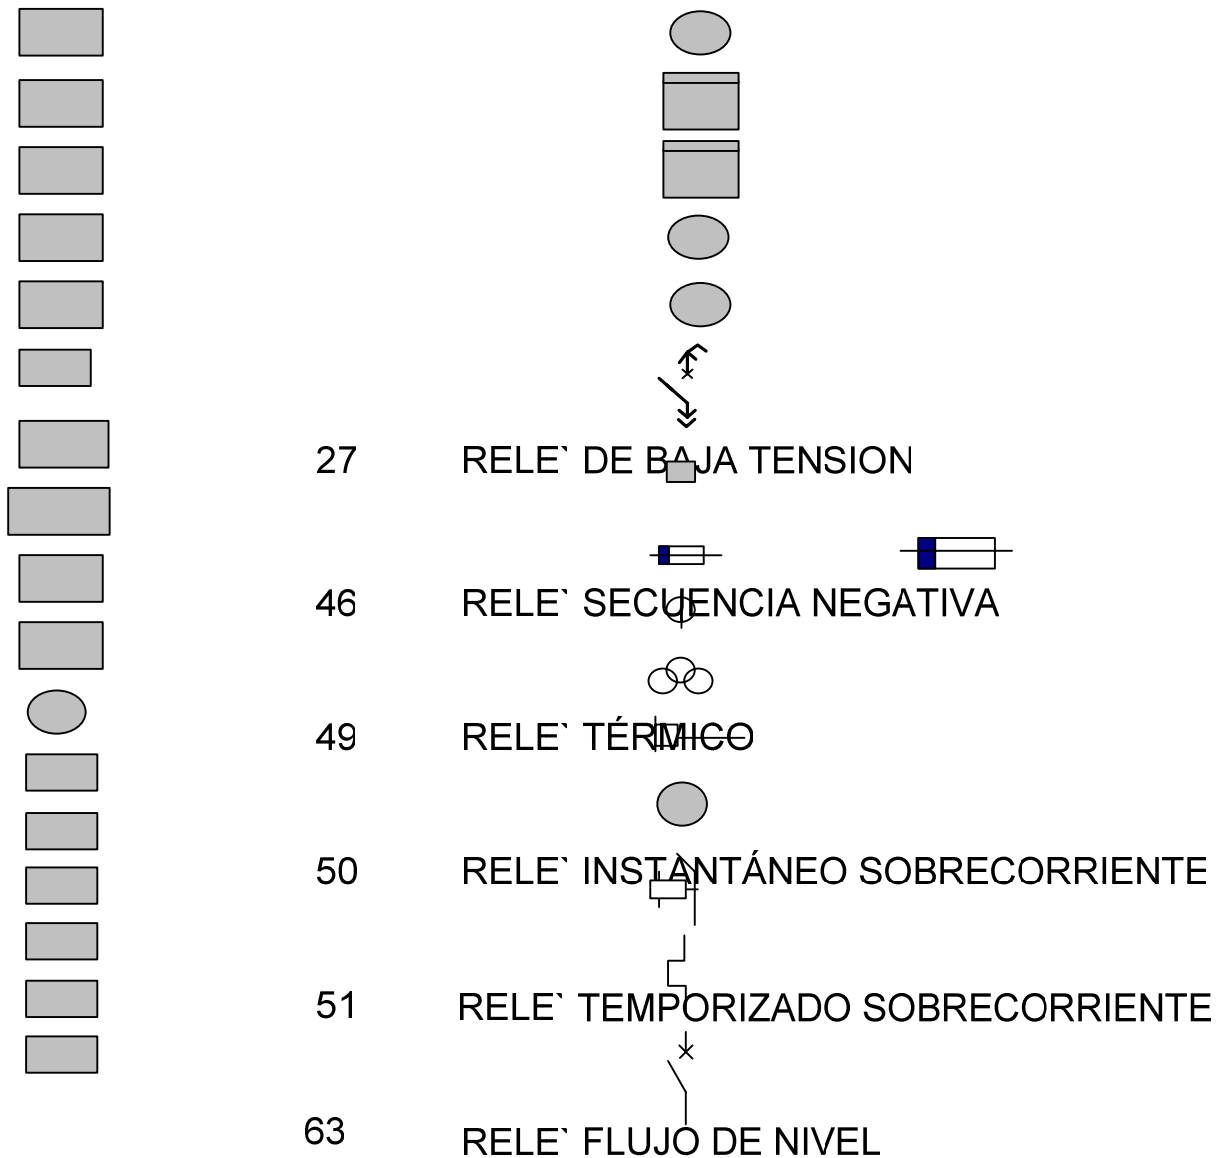 27 RELE` DE BAJA TENSION
46 RELE` SECUENCIA NEGATIVA
49 RELE` TÉRMICO
50 RELE` INSTANTÁNEO SOBRECORRIENTE
51 RELE` TEMPORIZADO SOBRECORRIENTE
63 RELE` FLUJO DE NIVEL